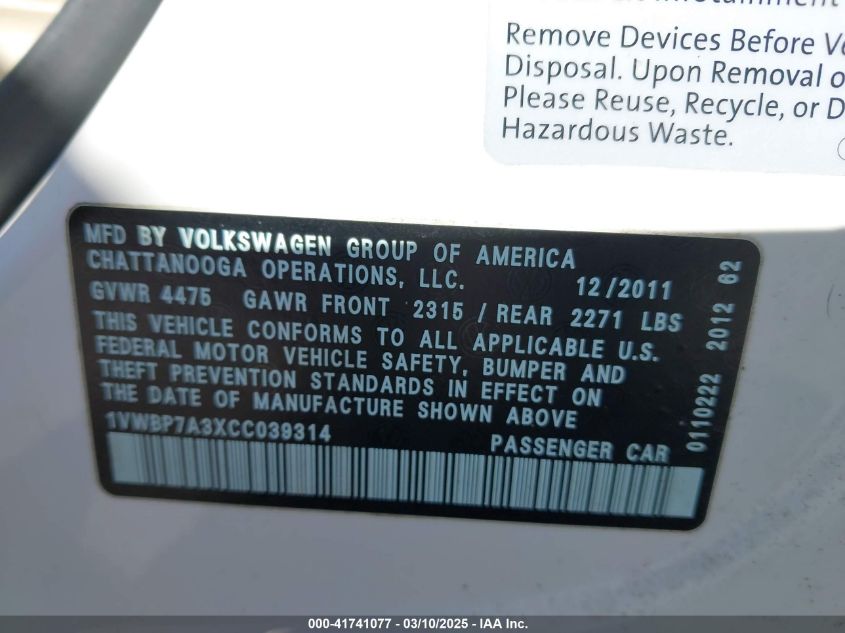 Remove Devices Before
Disposal. Upon Removal
Please Reuse, Recycle, or
Hazardous Waste.
MFD BY VOLKSWAGEN GROUP OF AMERICA
CHATTANOOGA OPERATIONS, LLC. 12/2011
GVWR 4475 GAWR FRONT 2315 / REAR 2271 LBS
THIS VEHICLE CONFORMS TO ALL APPLICABLE U.S.
FEDERAL MOTOR VEHICLE SAFETY, BUMPER AND
THEFT PREVENTION STANDARDS IN EFFECT ON
THE DATE OF MANUFACTURE SHOWN ABOVE
1VWBP7A3XCC039314 PASSENGER CAR
0110222 2012 62
000-41741077 - 03/10/2025 - IAA Inc.